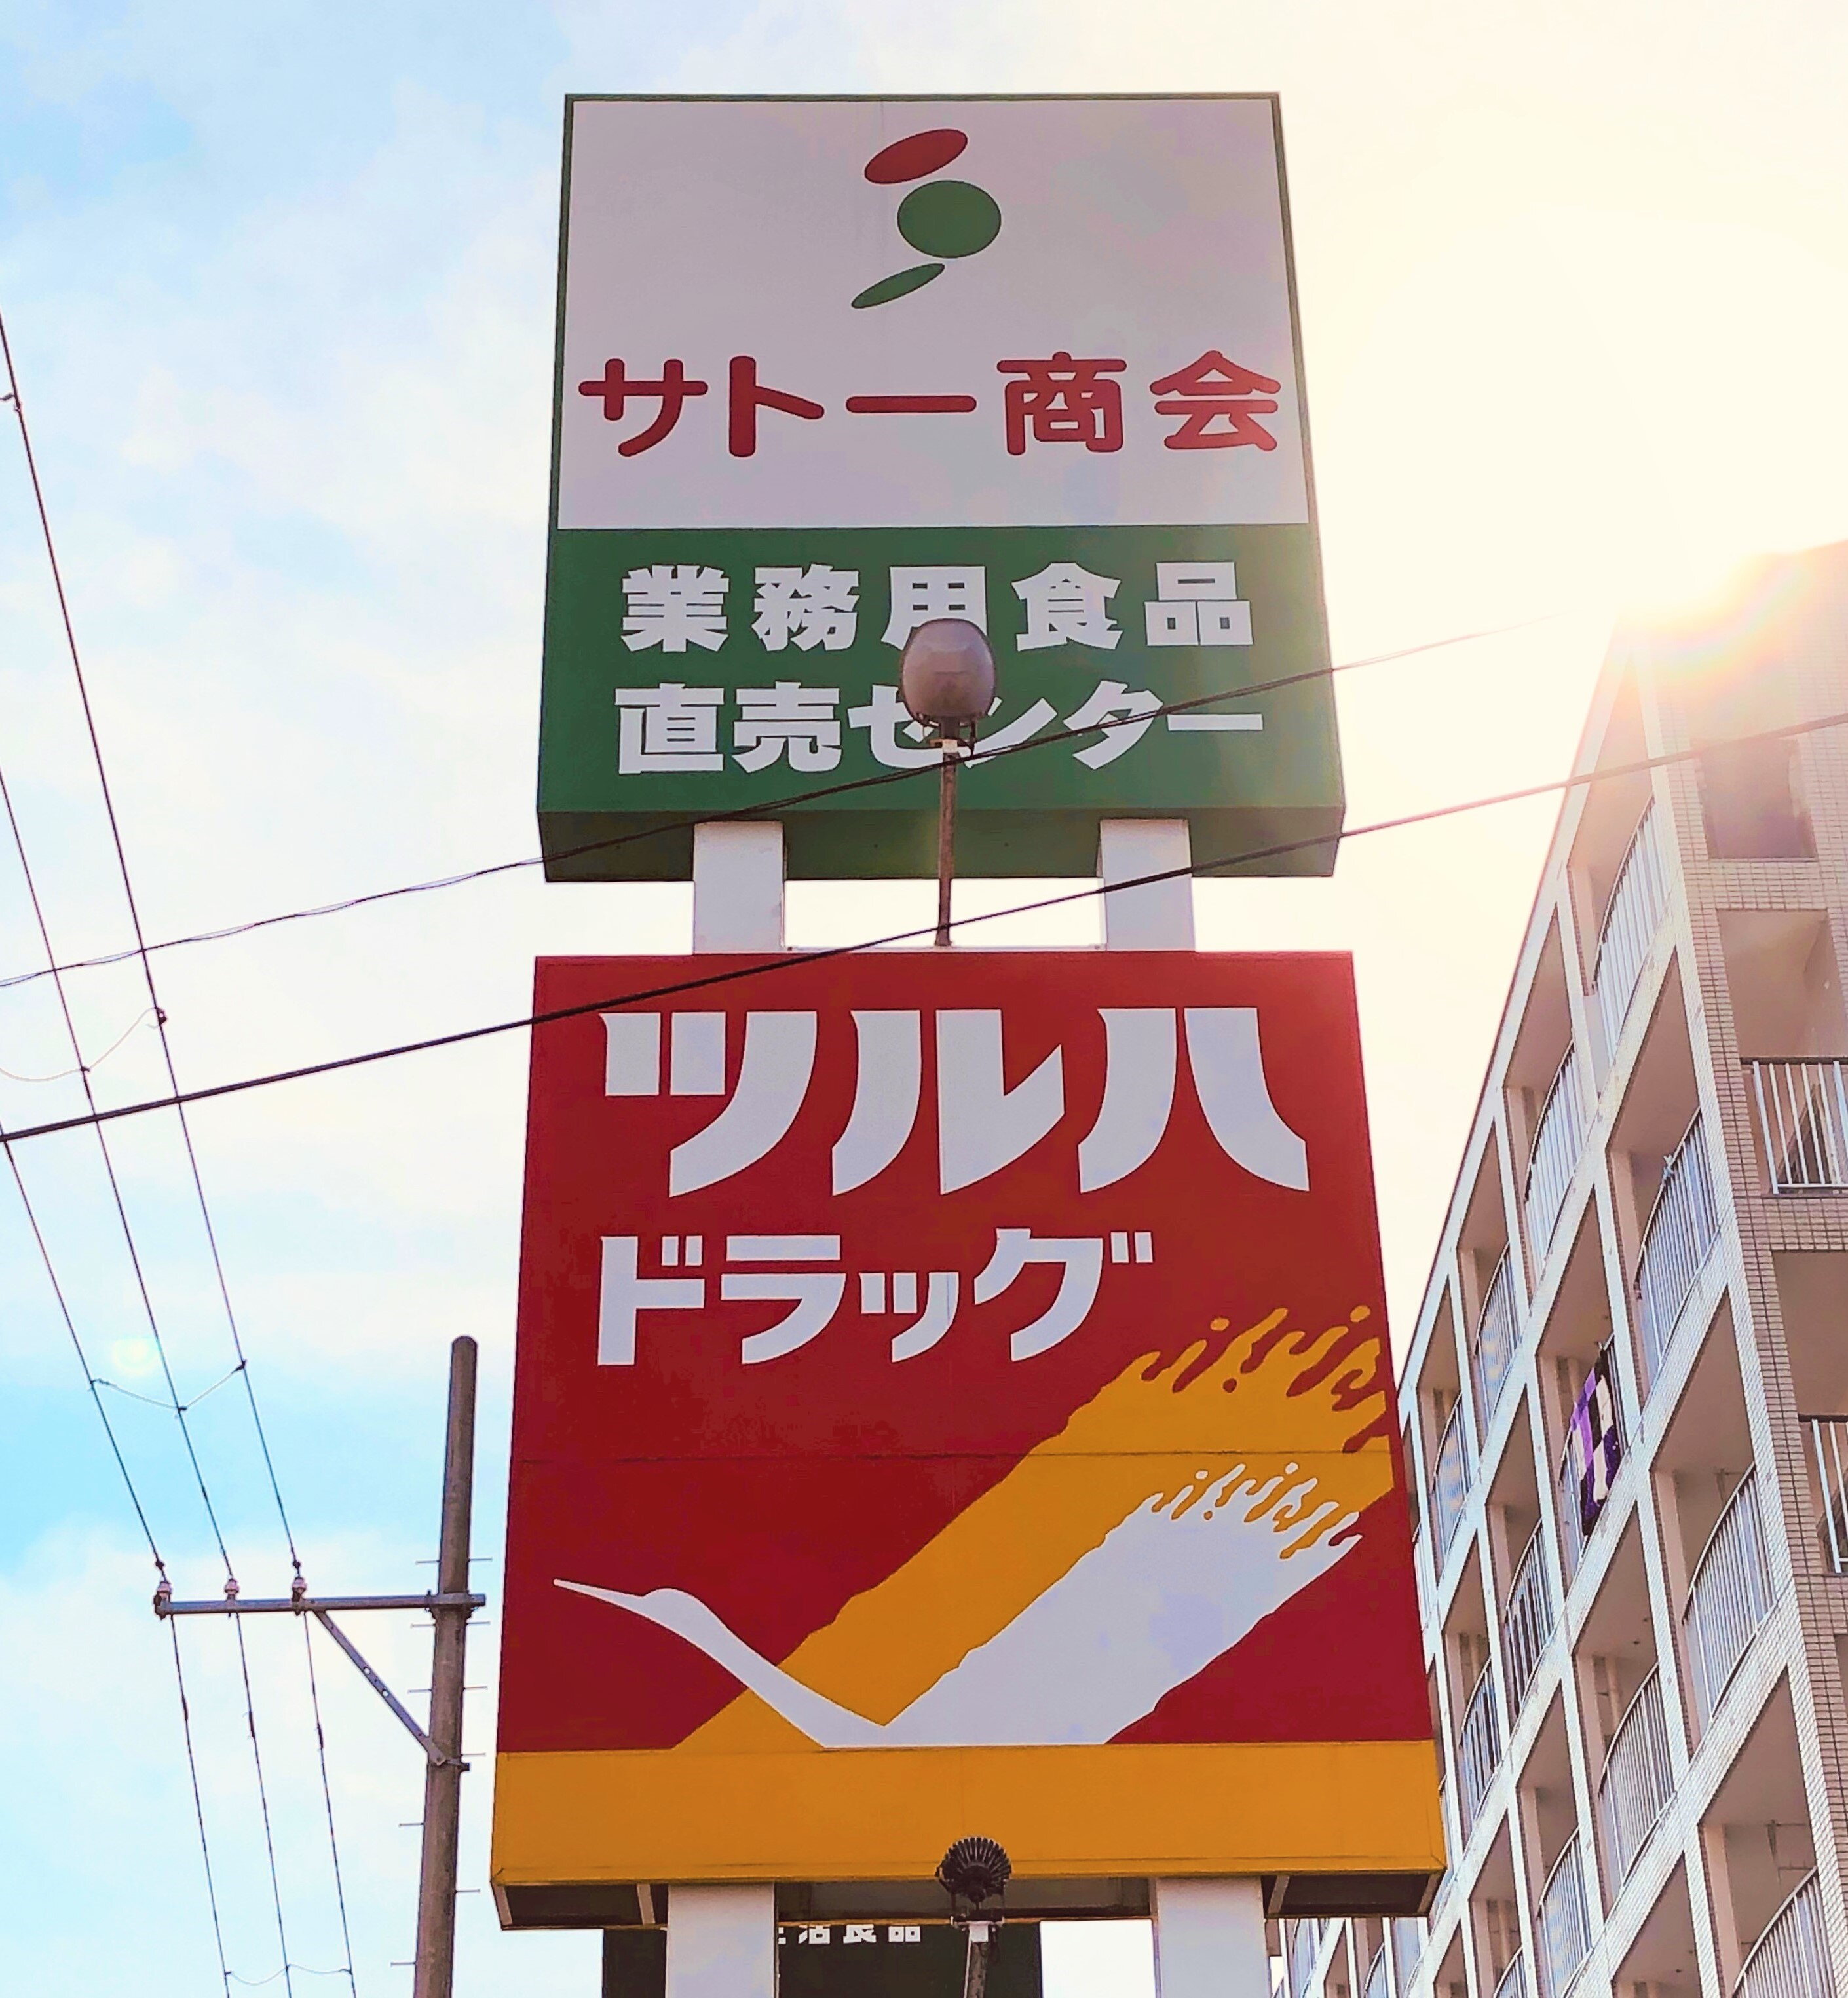 サトー商会
業務用食品
直売センター
ツルハ
ドラッグ